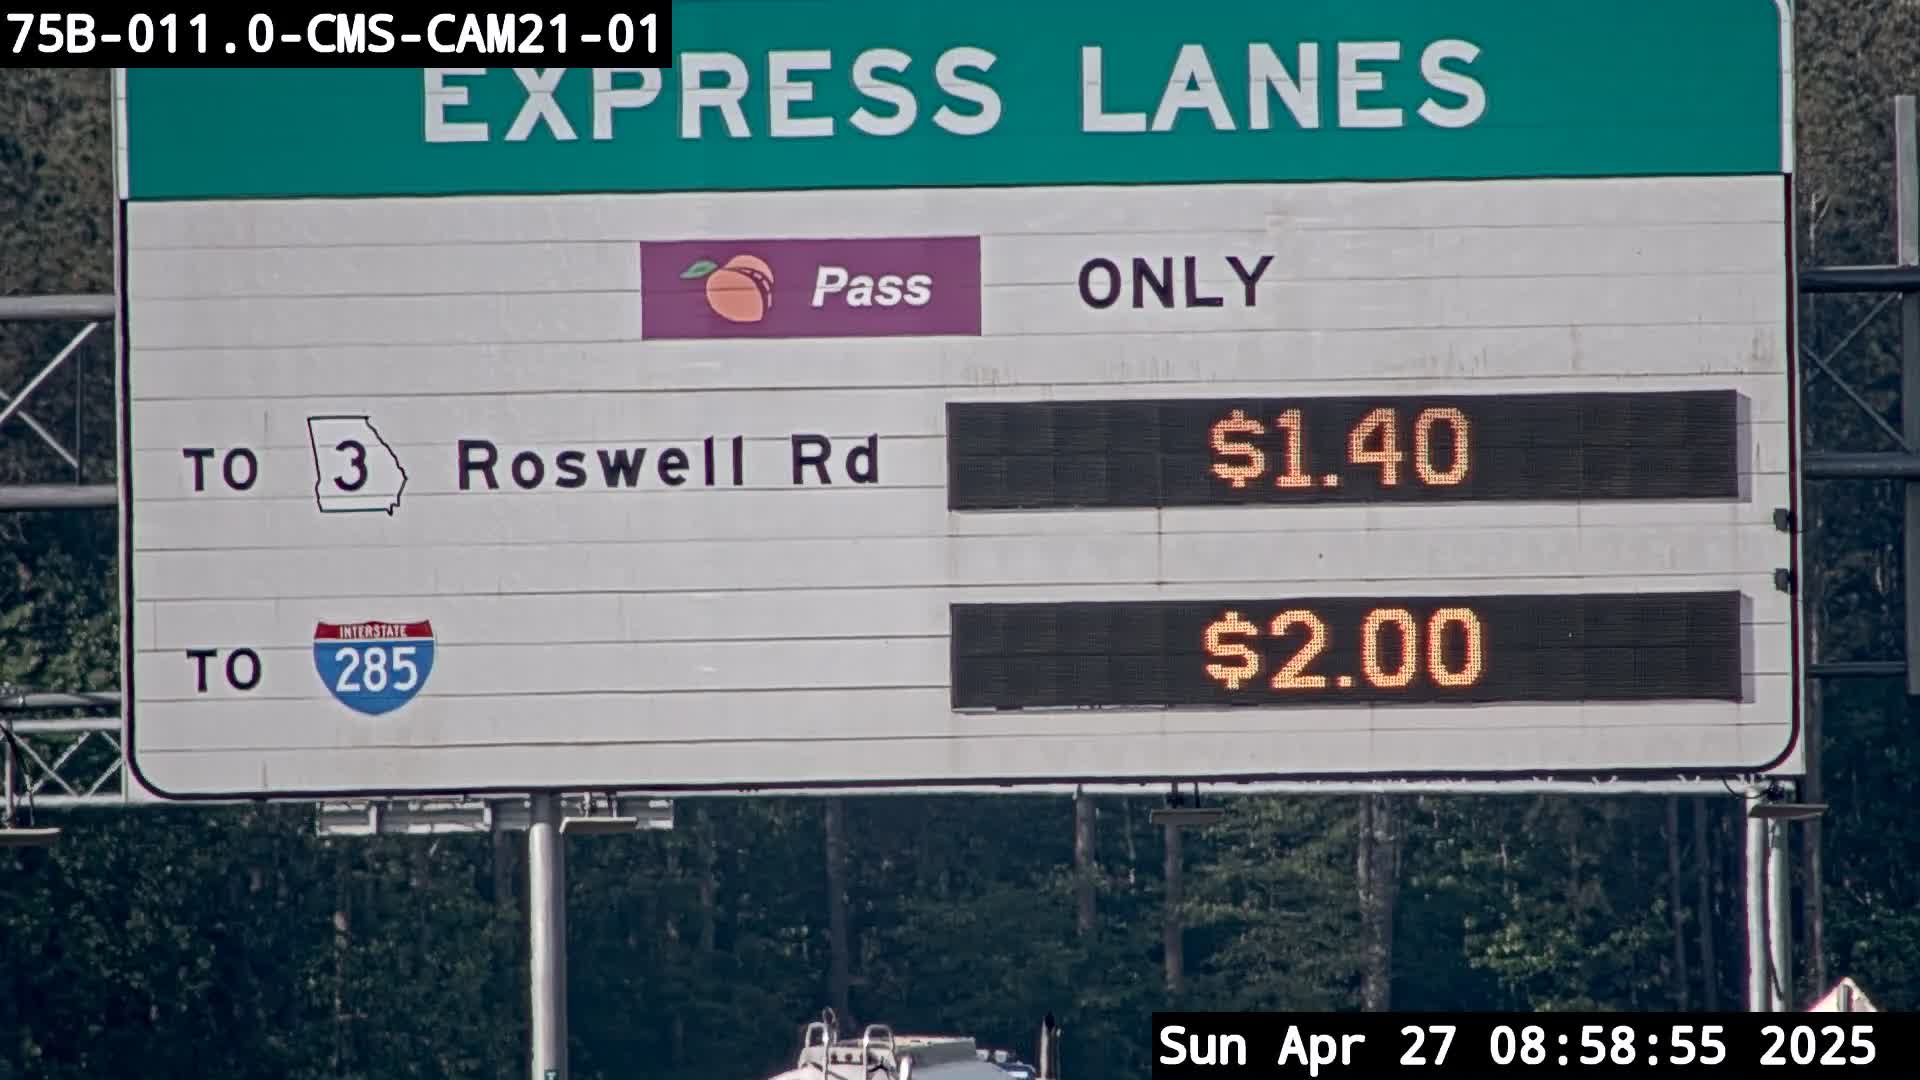 75B-011.0-CMS-CAM21-01
EXPRESS LANES
Pass ONLY
TO 3 Roswell Rd $1.40
INTERSTATE
TO 285 $2.00
Sun Apr 27 08:58:55 2025